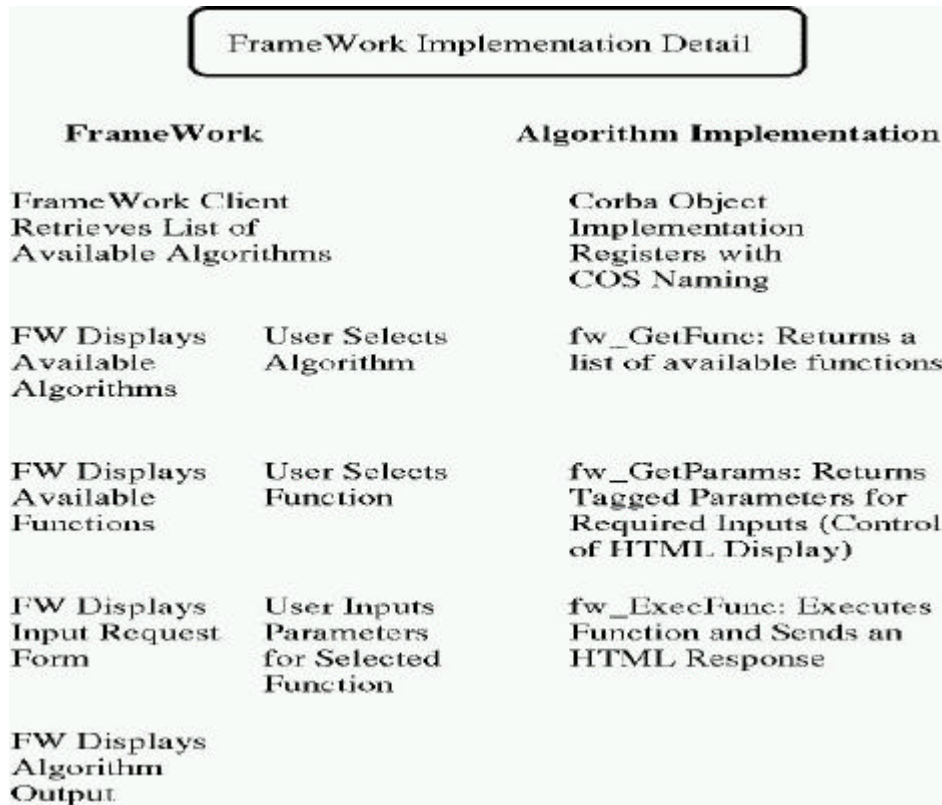 FrameWork Implementation Detail
FrameWork
Algorithm Implementation
FrameWork Client
Retrieves List of
Available Algorithms
Corba Object
Implementation
Registers with
COS Naming
FW Displays
Available
Algorithms
User Selects
Algorithm
fw_GetFunc: Returns a
list of available functions
FW Displays
Available
Functions
User Selects
Function
fw_GetParams: Returns
Tagged Parameters for
Required Inputs (Control
of HTML Display)
FW Displays
Input Request
Form
User Inputs
Parameters
for Selected
Function
fw_ExecFunc: Executes
Function and Sends an
HTML Response
FW Displays
Algorithm
Output